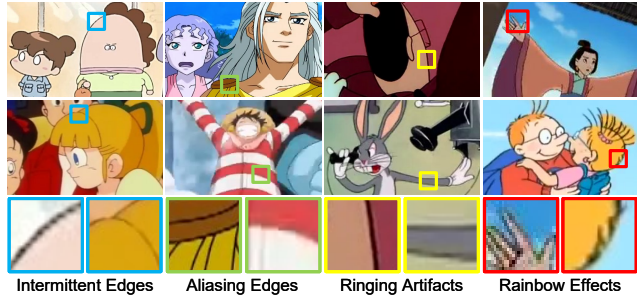 Intermittent Edges
Aliasing Edges
Ringing Artifacts
Rainbow Effects